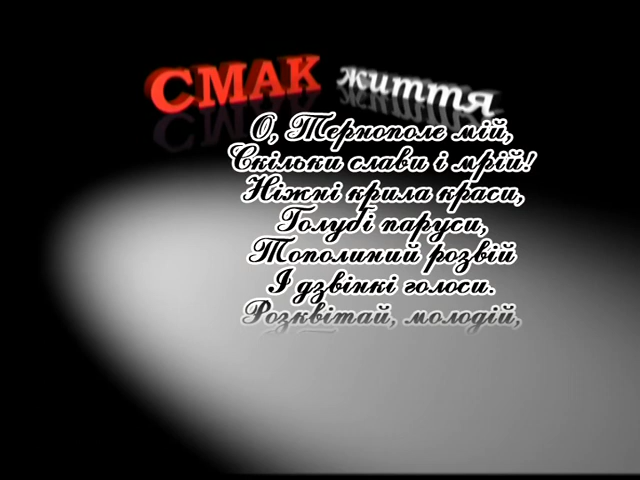 СМАК життя
О, Тернополе мій,
Скільки слави і мрій!
Ніжні крила краси,
Голубі паруси,
Тополиний розвій
І дзвінкі голоси.
Розквітай, молодій,